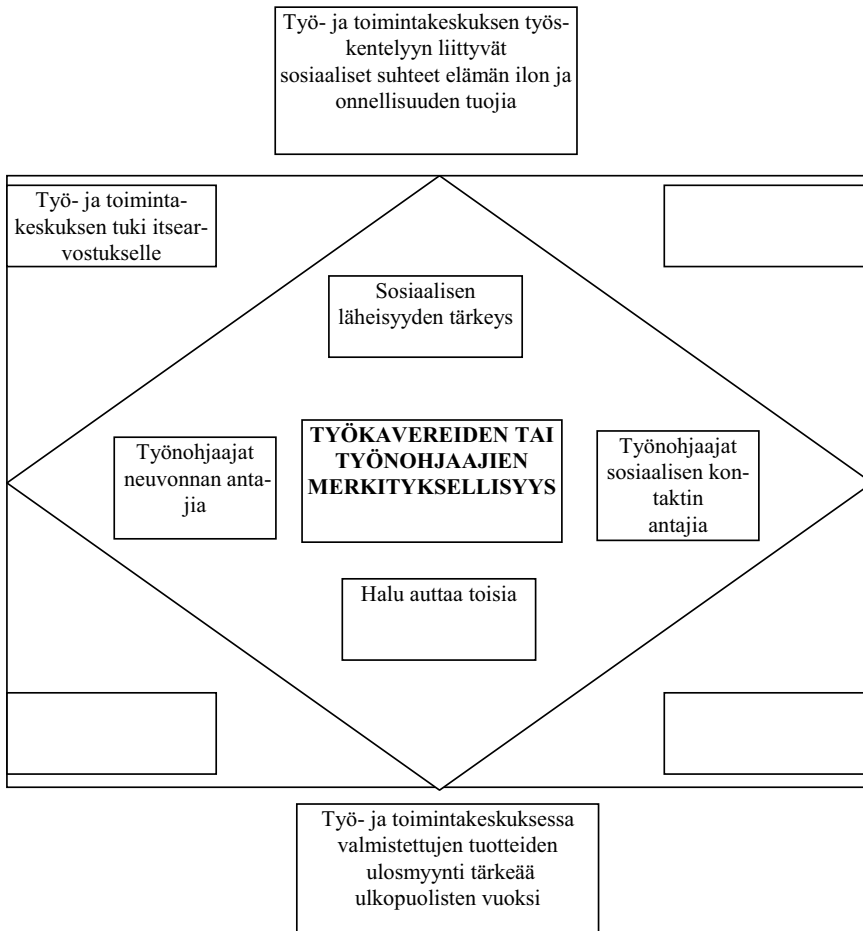 Työ- ja toimintakeskuksen työs-
kentelyyn liittyvät
sosiaaliset suhteet elämän ilon ja
onnellisuuden tuojia
Työ- ja toiminta-
keskuksen tuki itsear-
vostukselle
Sosiaalisen
läheisyyden tärkeys
Työnohjaajat
neuvonnan anta-
jia
TYÖKAVEREIDEN TAI
TYÖNOHJAAJIEN
MERKITYKSELLISYYS
Työnohjaajat
sosiaalisen kon-
taktin
antajia
Halu auttaa toisia
Työ- ja toimintakeskuksessa
valmistettujen tuotteiden
ulosmyynti tärkeää
ulkopuolisten vuoksi